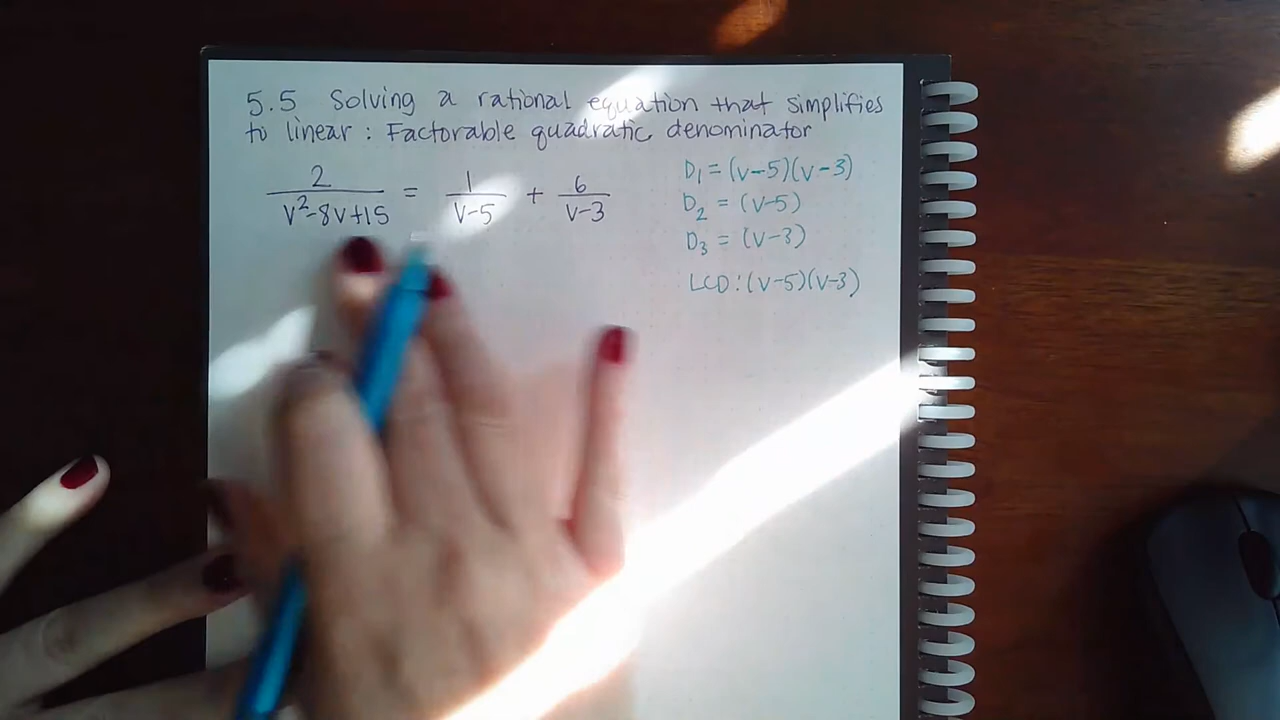 5.5 Solving a rational equation that simplifies
to linear: Factorable quadratic denominator
2/(v²-8v+15) = 1/(v-5) + 6/(v-3)
D₁ = (v-5)(v-3)
D₂ = (v-5)
D₃ = (v-3)
LCD: (v-5)(v-3)